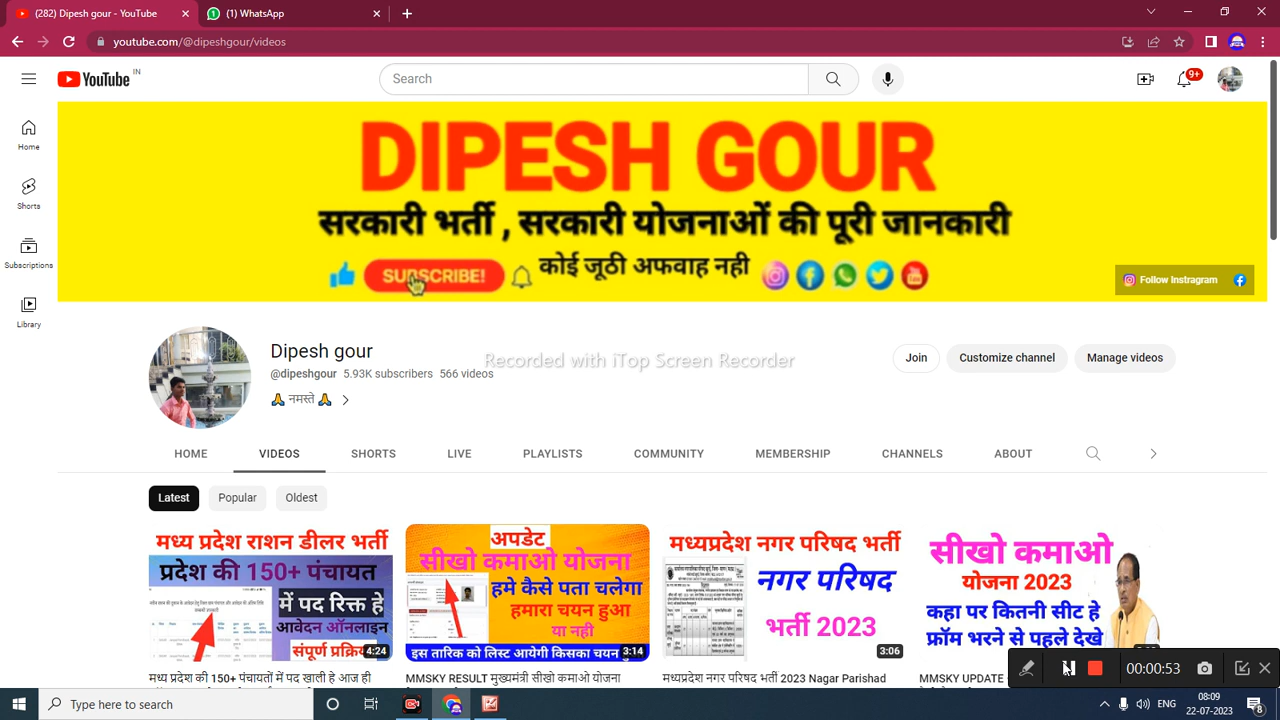 (282) Dipesh gour - YouTube
(1) WhatsApp
youtube.com/@dipeshgour/videos
YouTube IN
Search
9+
Home
Shorts
Subscriptions
Library
DIPESH GOUR
सरकारी भर्ती , सरकारी योजनाओं की पूरी जानकारी
SUBSCRIBE!
कोई जूठी अफवाह नही
Follow Instragram
Dipesh gour
@dipeshgour 5.93K subscribers 566 videos
🙏 नमस्ते 🙏
Recorded with iTop Screen Recorder
Join
Customize channel
Manage videos
HOME VIDEOS SHORTS LIVE PLAYLISTS COMMUNITY MEMBERSHIP CHANNELS ABOUT
Latest Popular Oldest
मध्य प्रदेश राशन डीलर भर्ती
प्रदेश की 150+ पंचायत
में पद रिक्त हे
आवेदन ऑनलाइन
संपूर्ण
4:24
मध्य प्रदेश की 150+ पंचायतों में पद खाली हे आज ही
अपडेट
सीखो कमाओ योजना
हमे कैसे पता चलेगा
हमारा चयन हुआ
या नही
इस तारिक को लिस्ट आयेगी किसका चयन
3:14
MMSKY RESULT मुख्यमंत्री सीखो कमाओ योजना
मध्यप्रदेश नगर परिषद भर्ती
नगर परिषद
भर्ती 2023
3:06
मध्यप्रदेश नगर परिषद भर्ती 2023 Nagar Parishad
सीखो कमाओ
योजना 2023
कहा पर कितनी सीट हे
फ्रॉम भरने से पहले देखे
MMSKY UPDATE
00:00:53
Type here to search
ENG
08:09
22-07-2023
8